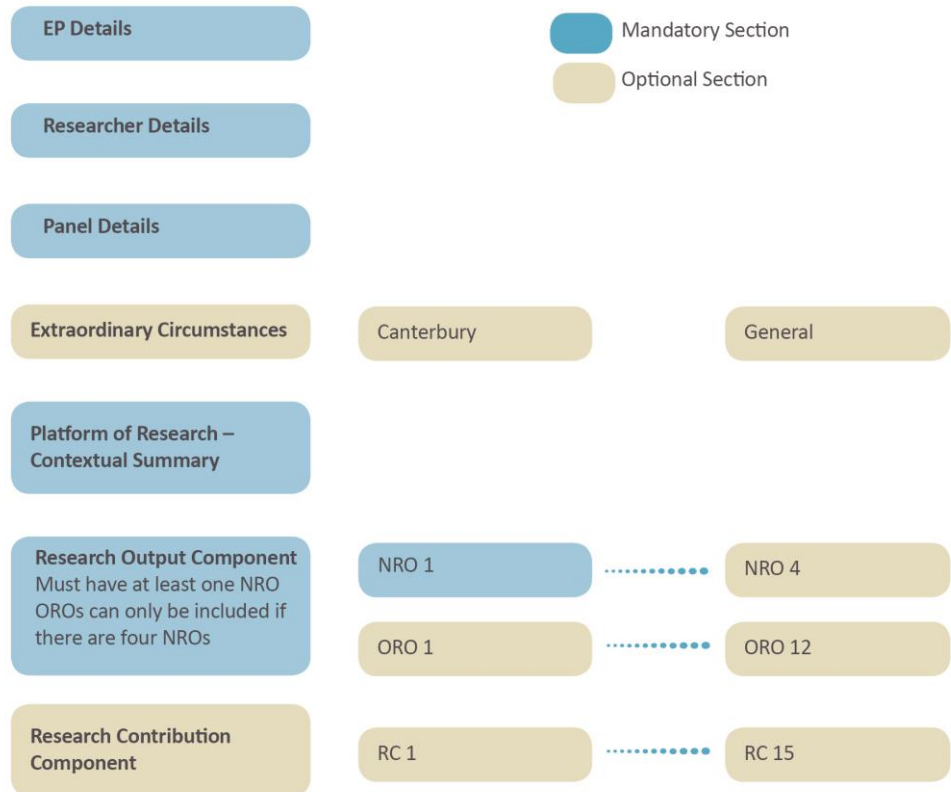 EP Details
Mandatory Section
Optional Section
Researcher Details
Panel Details
Extraordinary Circumstances
Canterbury
General
Platform of Research –
Contextual Summary
Research Output Component
Must have at least one NRO
OROs can only be included if
there are four NROs
NRO 1
NRO 4
ORO 1
ORO 12
Research Contribution
Component
RC 1
RC 15